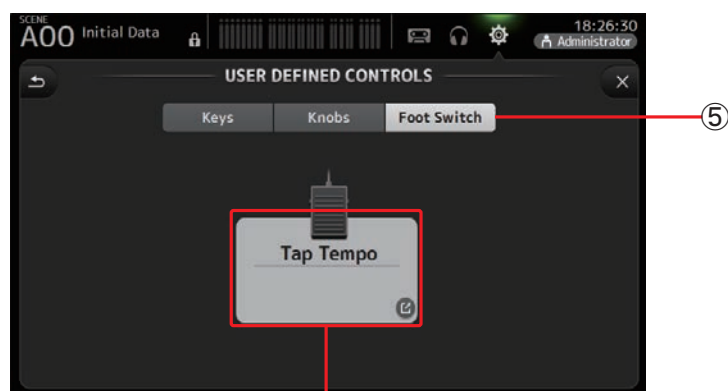 SCENE
A00 Initial Data
18:26:30
Administrator
USER DEFINED CONTROLS
Keys Knobs Foot Switch
⑤
Tap Tempo